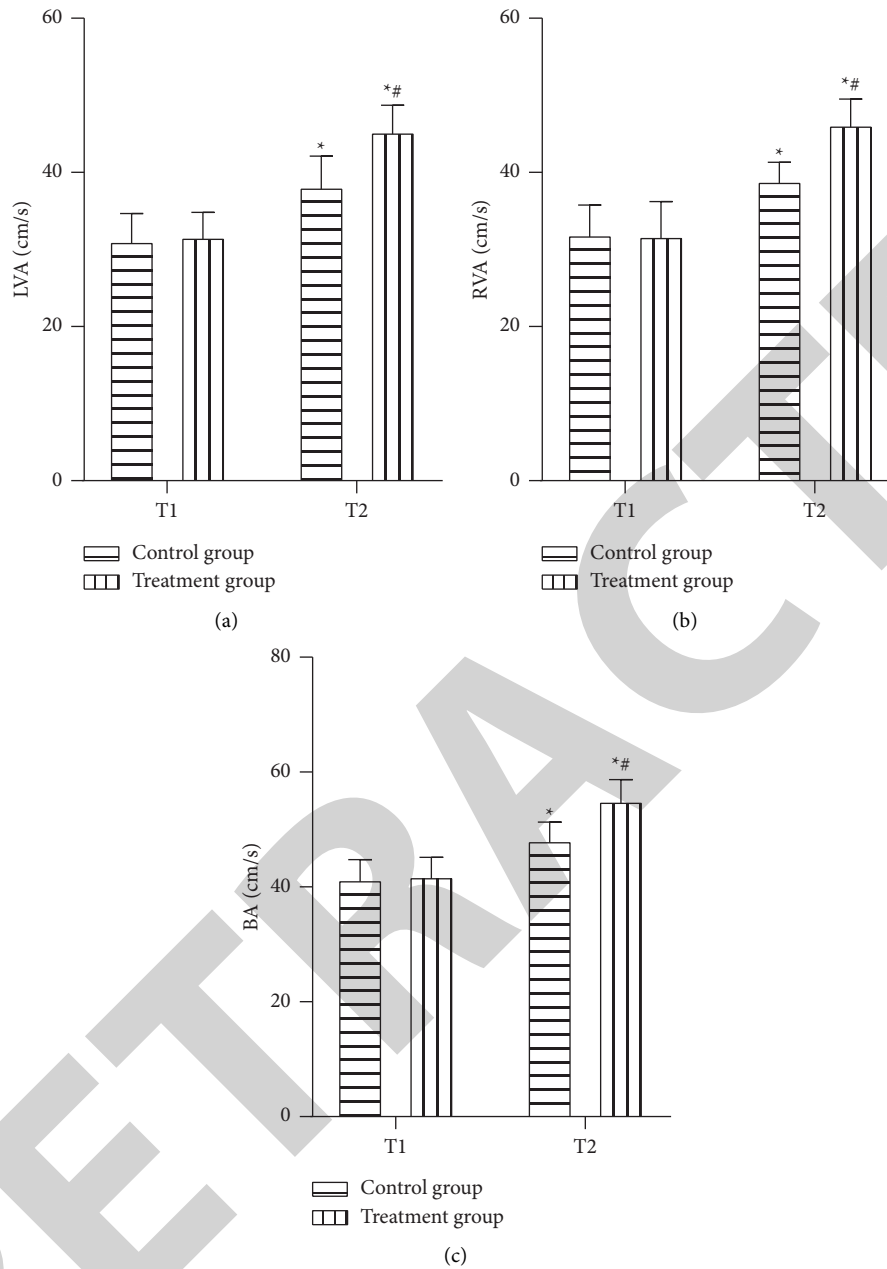 60
40
20
0
LVA (cm/s)
*
*#
T1
T2
Control group
Treatment group
(a)
60
40
20
0
RVA (cm/s)
*
*#
T1
T2
Control group
Treatment group
(b)
80
60
40
20
0
BA (cm/s)
*
*#
T1
T2
Control group
Treatment group
(c)
RETRACTE